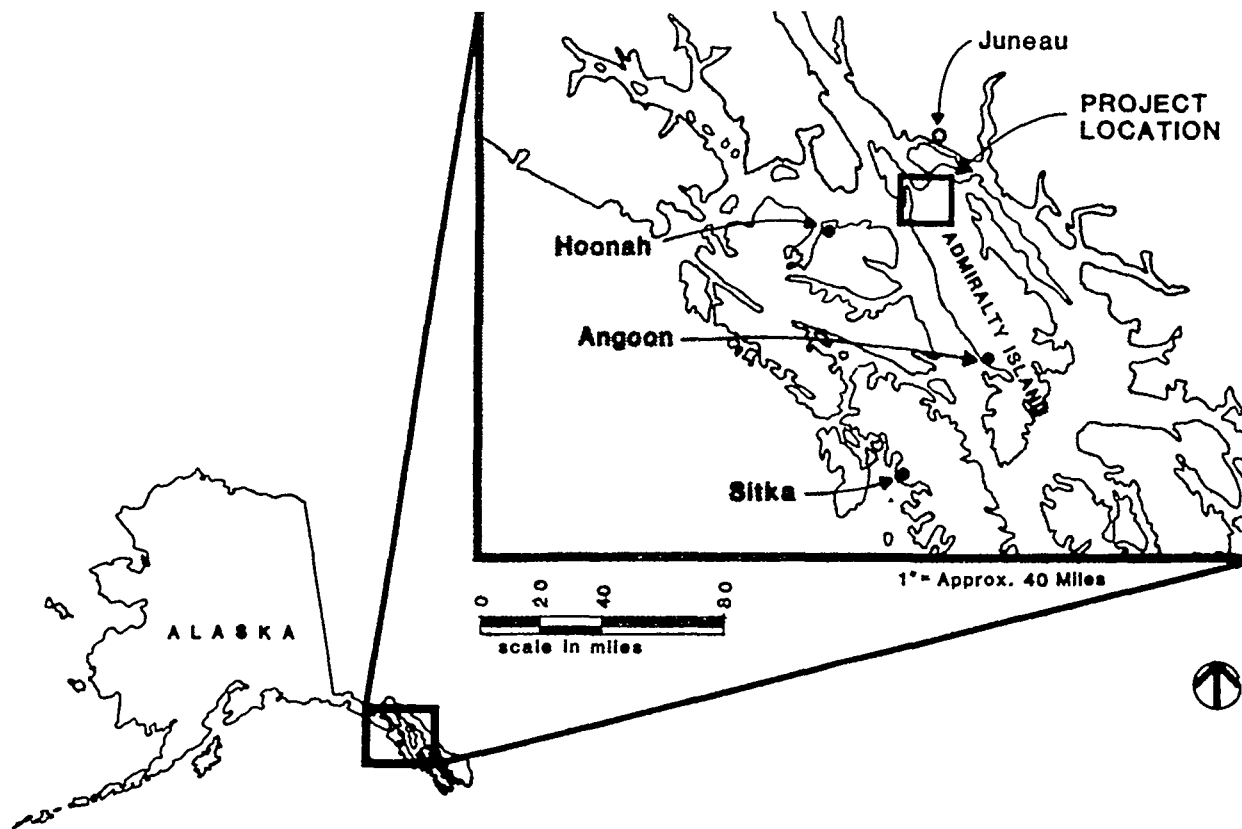 Juneau
PROJECT
LOCATION
Hoonah
ADMIRALTY ISLAND
Angoon
Sitka
1"= Approx. 40 Miles
0 20 40 80
scale in miles
ALASKA